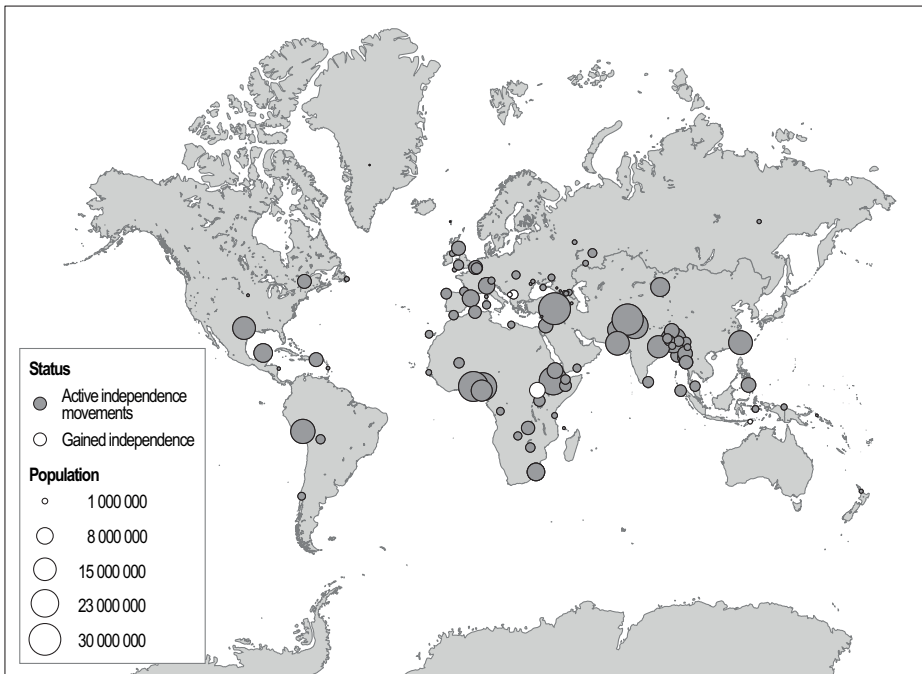 Status
Active independence
movements
Gained independence
Population
1 000 000
8 000 000
15 000 000
23 000 000
30 000 000